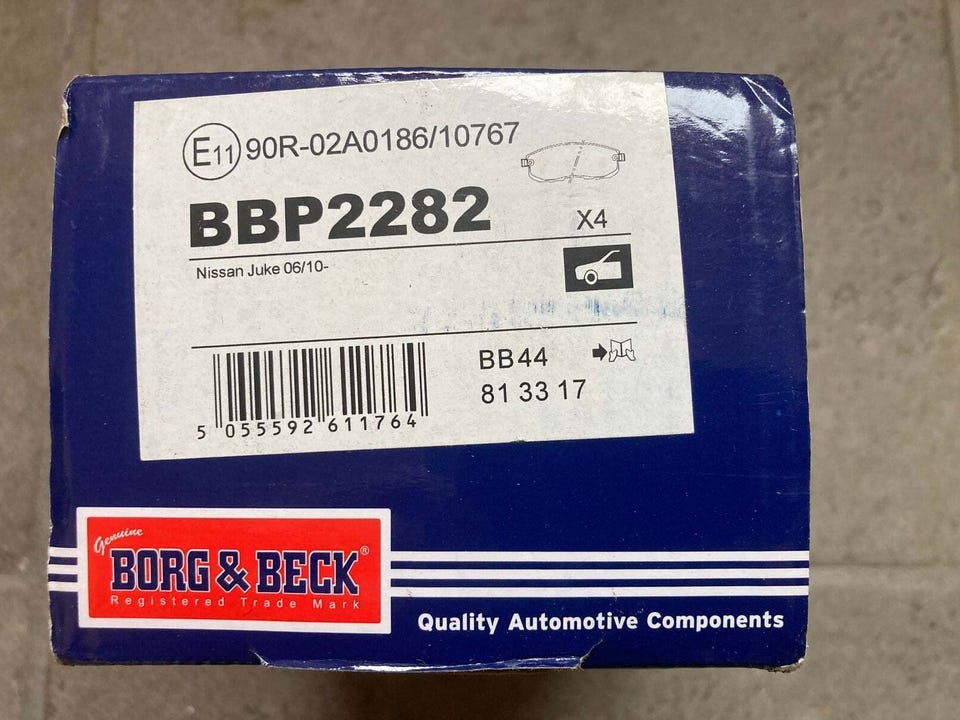 E11 90R-02A0186/10767
BBP2282
X4
Nissan Juke 06/10-
BB44
81 33 17
5 055592 611764
Genuine
BORG & BECK®
Registered Trade Mark
Quality Automotive Components